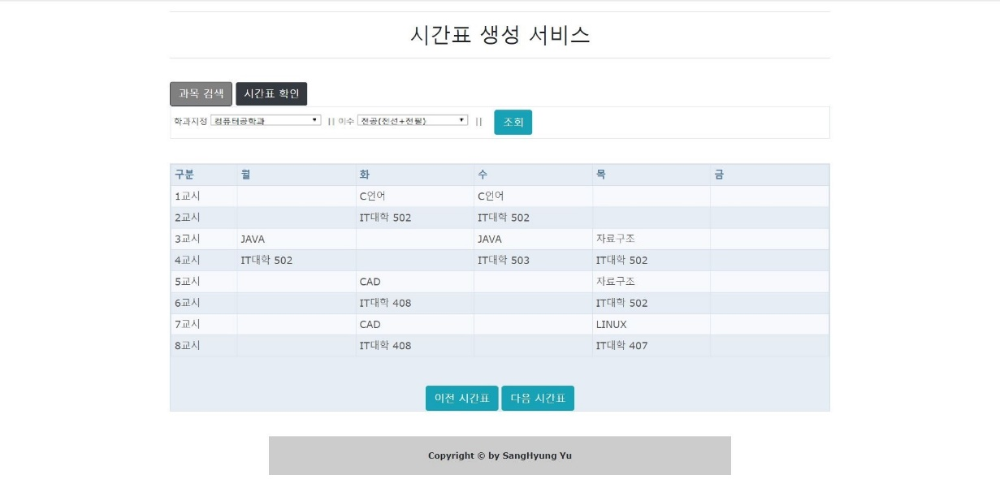 시간표 생성 서비스
과목 검색 시간표 확인
학과지정 컴퓨터공학과 || 이수 전공(전선+전필) || 조회
구분 월 화 수 목 금
1교시 C언어 C언어
2교시 IT대학 502 IT대학 502
3교시 JAVA JAVA 자료구조
4교시 IT대학 502 IT대학 503 IT대학 502
5교시 CAD 자료구조
6교시 IT대학 408 IT대학 502
7교시 CAD LINUX
8교시 IT대학 408 IT대학 407
이전 시간표 다음 시간표
Copyright © by SangHyung Yu